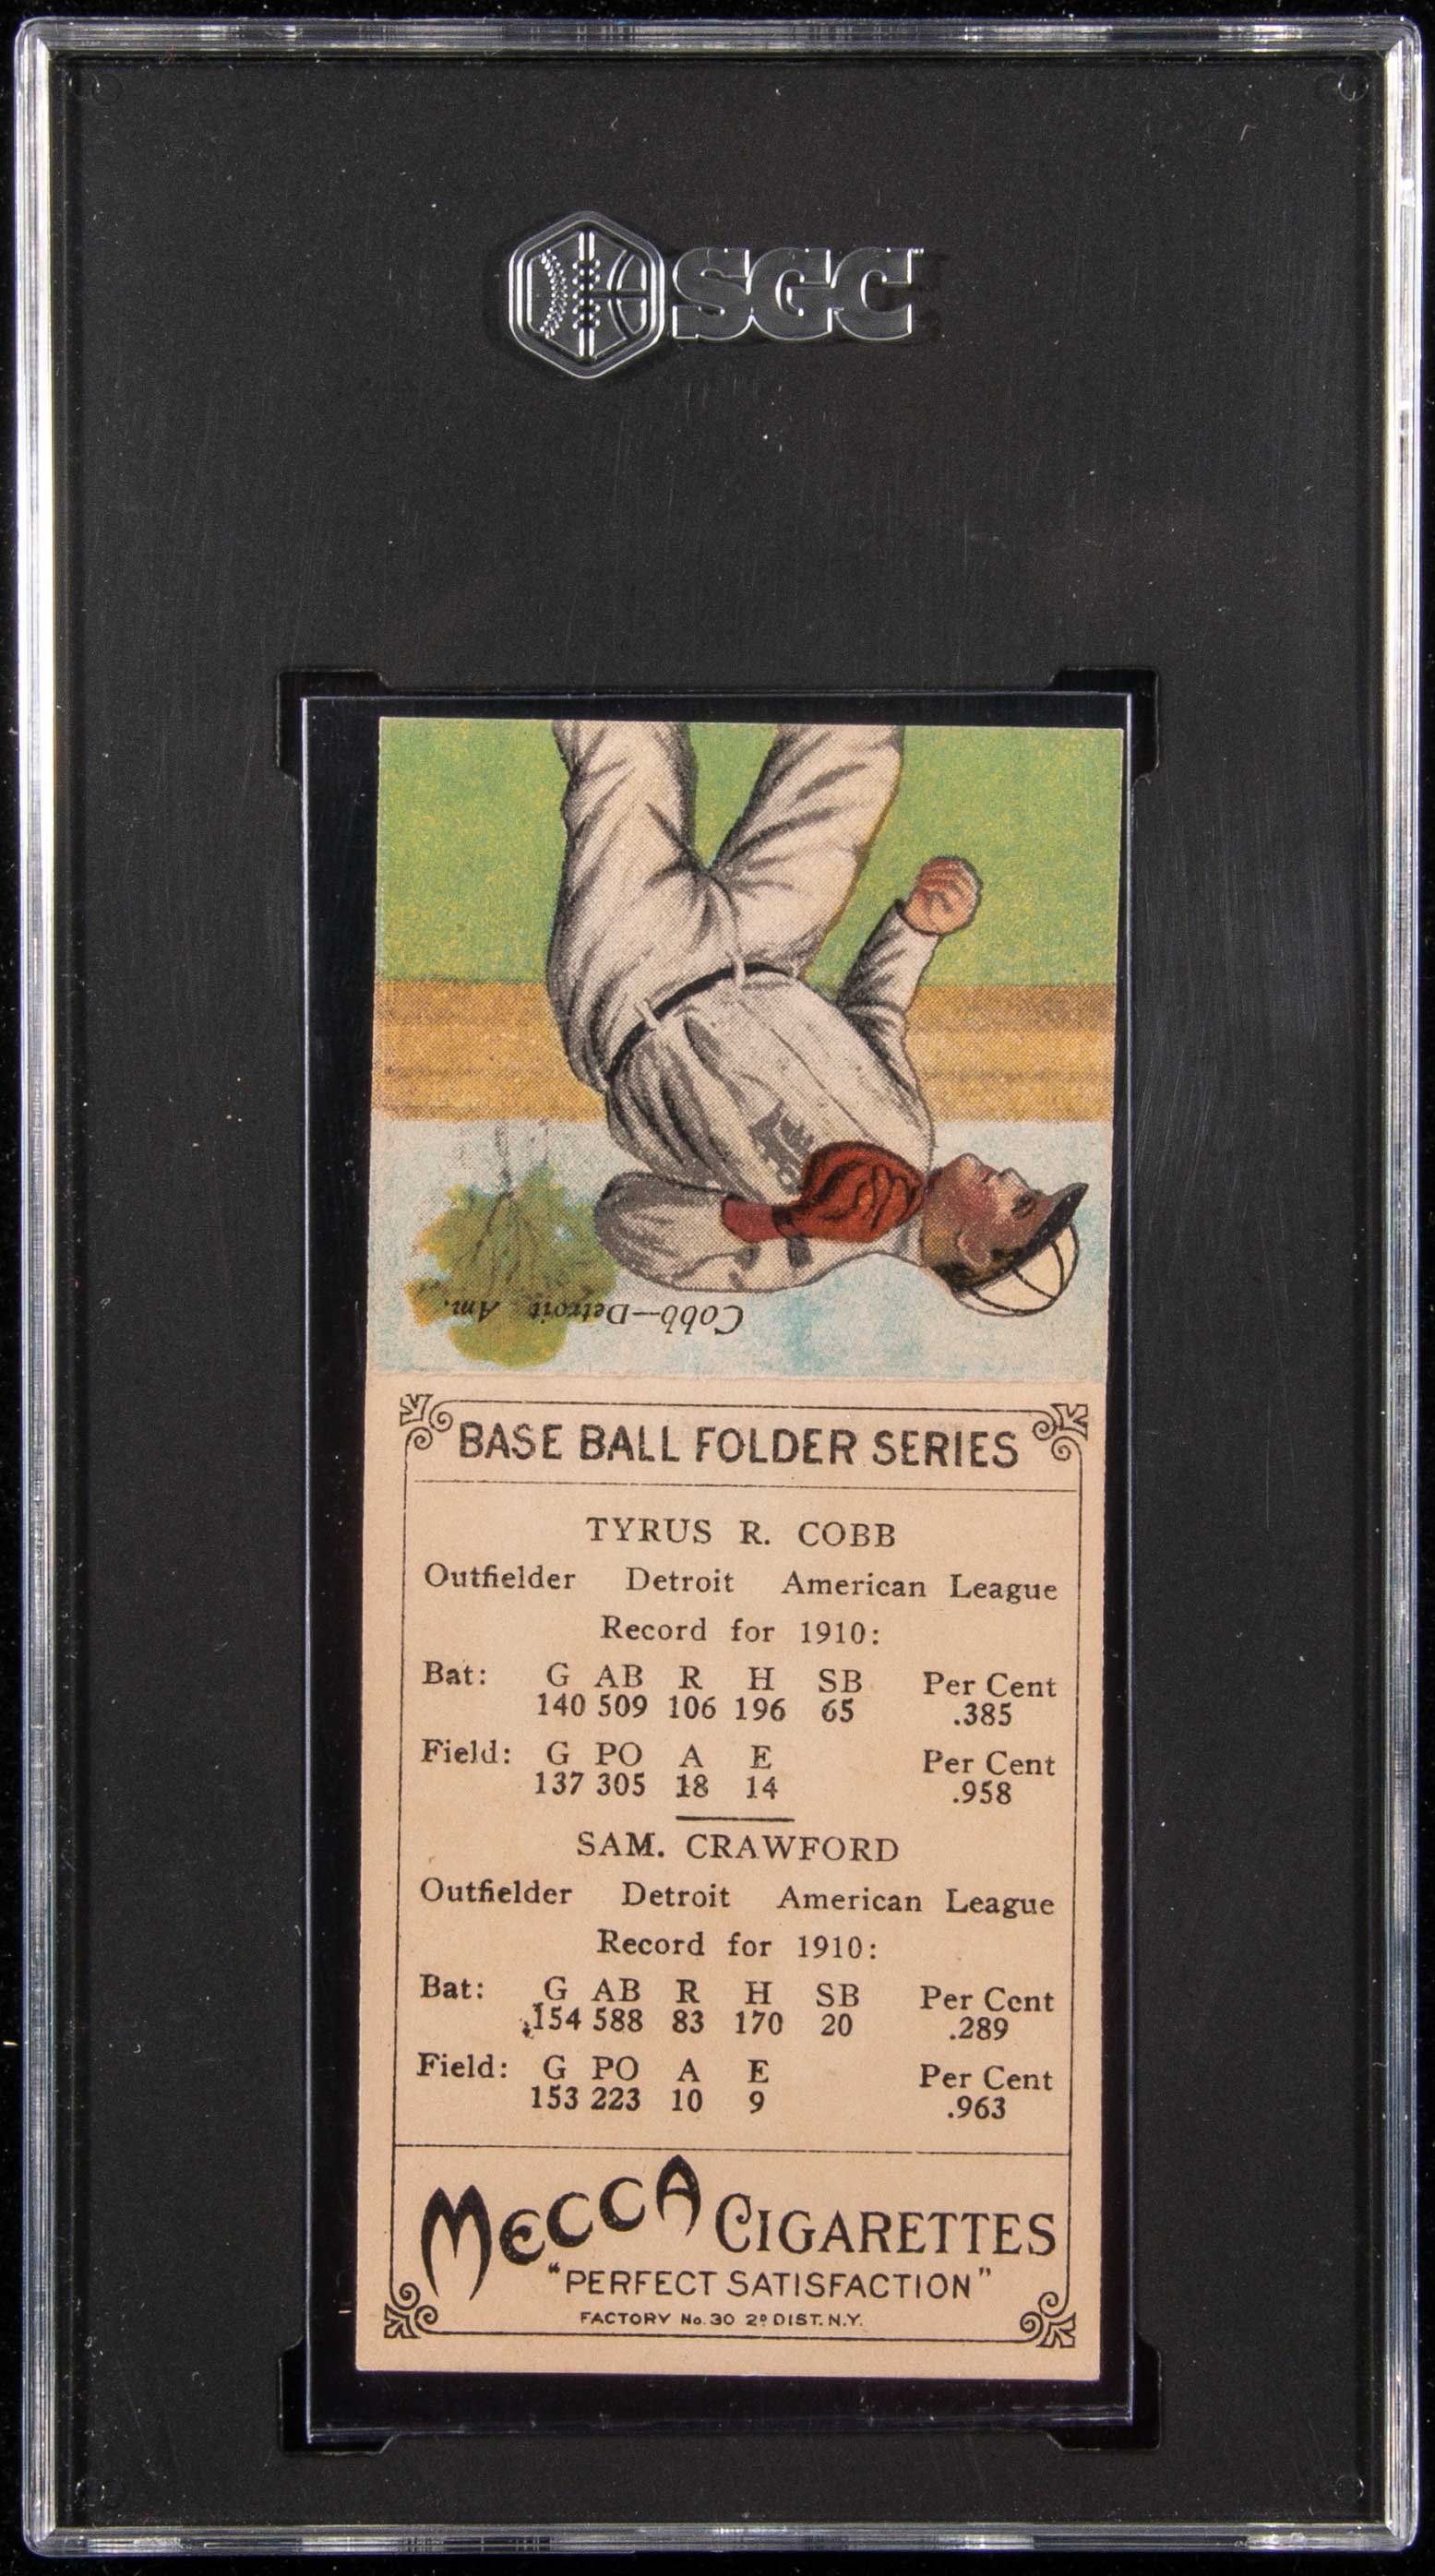 SGC
Cobb—Detroit Am.
BASE BALL FOLDER SERIES
TYRUS R. COBB
Outfielder Detroit American League
Record for 1910:
Bat: G AB R H SB Per Cent
140 509 106 196 65 .385
Field: G PO A E Per Cent
137 305 18 14 .958
SAM. CRAWFORD
Outfielder Detroit American League
Record for 1910:
Bat: G AB R H SB Per Cent
154 588 83 170 20 .289
Field: G PO A E Per Cent
153 223 10 9 .963
MECCA CIGARETTES
"PERFECT SATISFACTION"
FACTORY No. 30 2D DIST. N.Y.